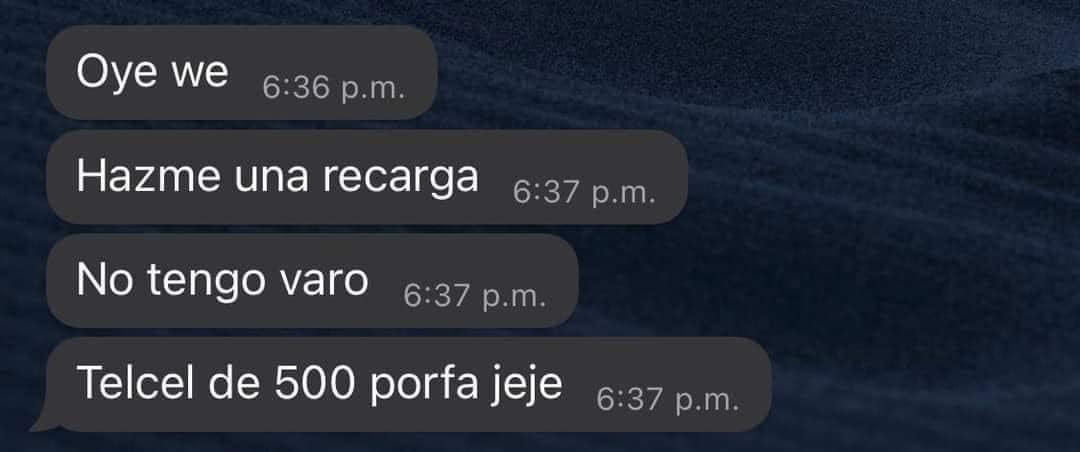 Oye we 6:36 p.m.
Hazme una recarga 6:37 p.m.
No tengo varo 6:37 p.m.
Telcel de 500 porfa jeje 6:37 p.m.